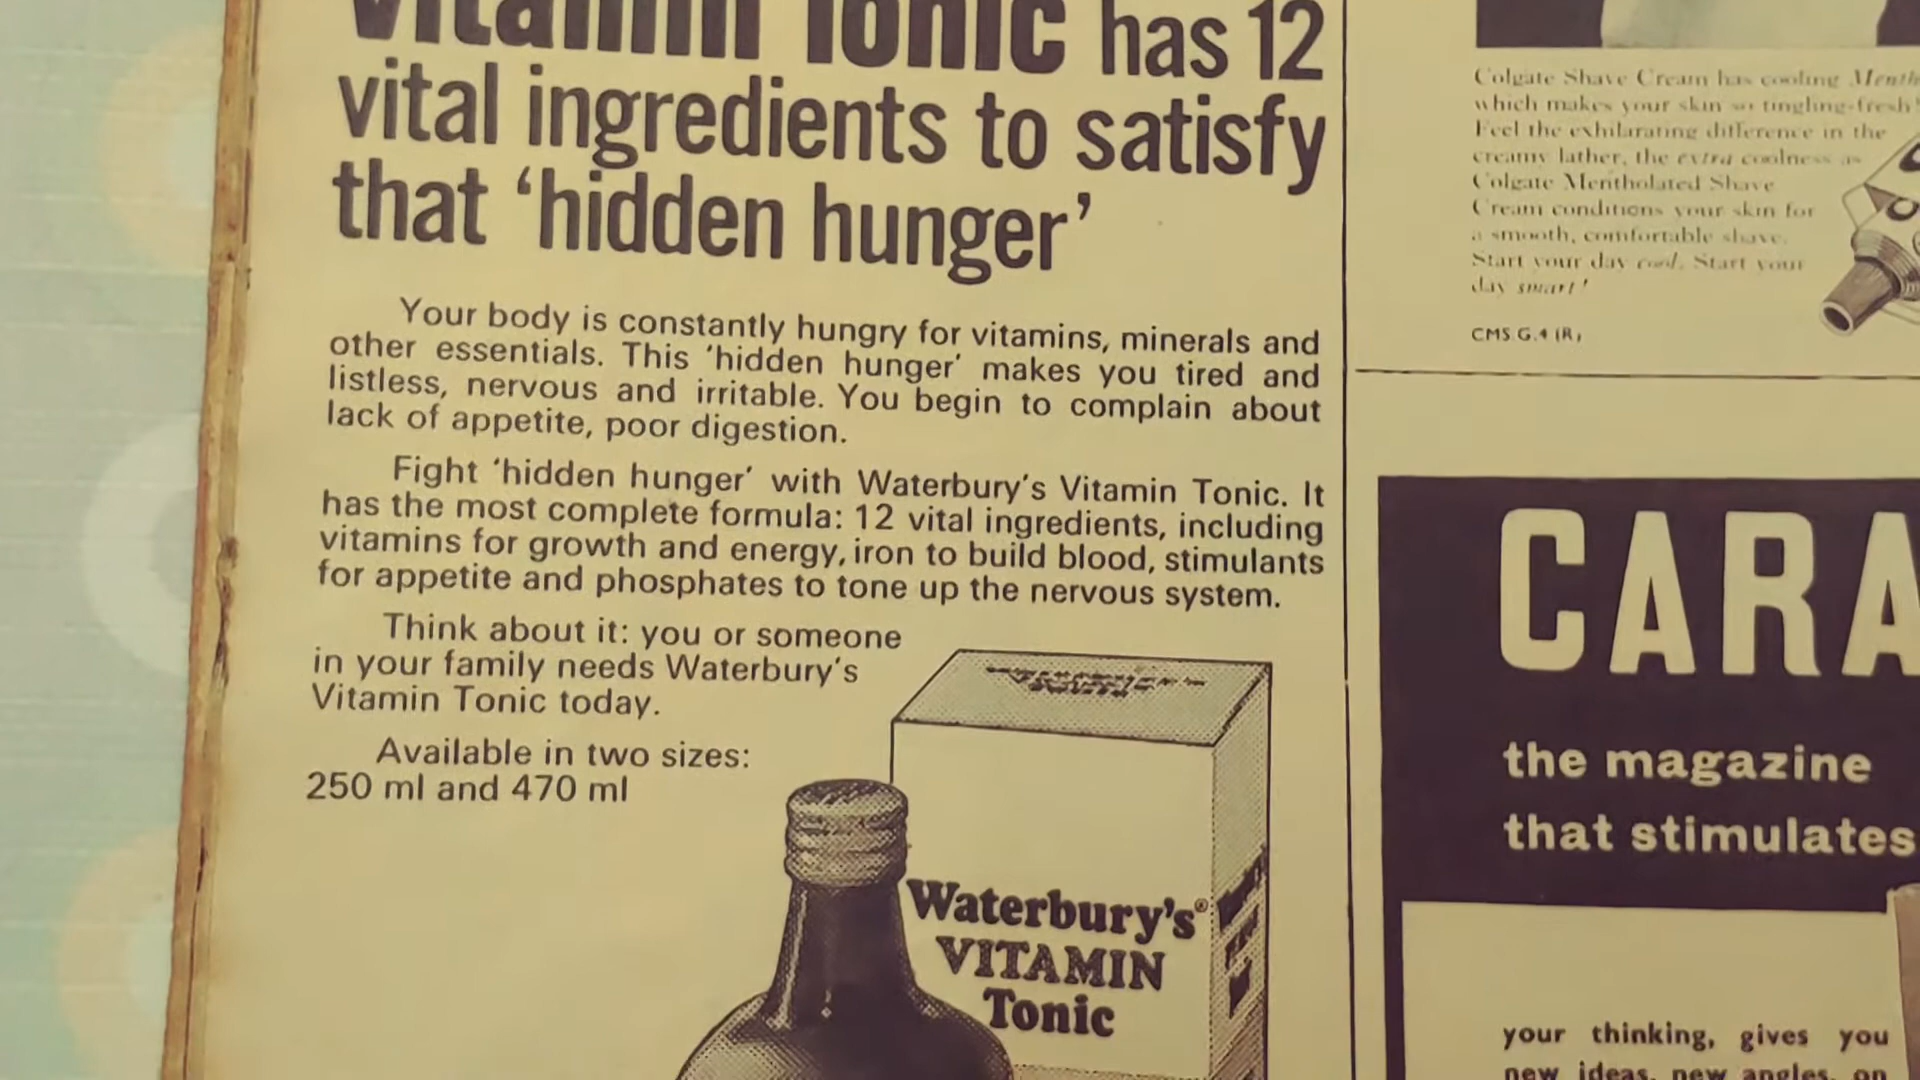 Vitamin Tonic has 12
vital ingredients to satisfy
that ‘hidden hunger’
Your body is constantly hungry for vitamins, minerals and
other essentials. This ‘hidden hunger’ makes you tired and
listless, nervous and irritable. You begin to complain about
lack of appetite, poor digestion.
Fight ‘hidden hunger’ with Waterbury’s Vitamin Tonic. It
has the most complete formula: 12 vital ingredients, including
vitamins for growth and energy, iron to build blood, stimulants
for appetite and phosphates to tone up the nervous system.
Think about it: you or someone
in your family needs Waterbury’s
Vitamin Tonic today.
Available in two sizes:
250 ml and 470 ml
Waterbury’s®
VITAMIN
Tonic
Colgate Shave Cream has cooling Menth
which makes your skin so tingling-fresh!
Feel the exhilarating difference in the
creamy lather, the extra coolness as
Colgate Mentholated Shave
Cream conditions your skin for
a smooth, comfortable shave.
Start your day cool. Start your
day smart!
CMS G.4 (R)
CARA
the magazine
that stimulates
your thinking, gives you
new ideas, new angles, on